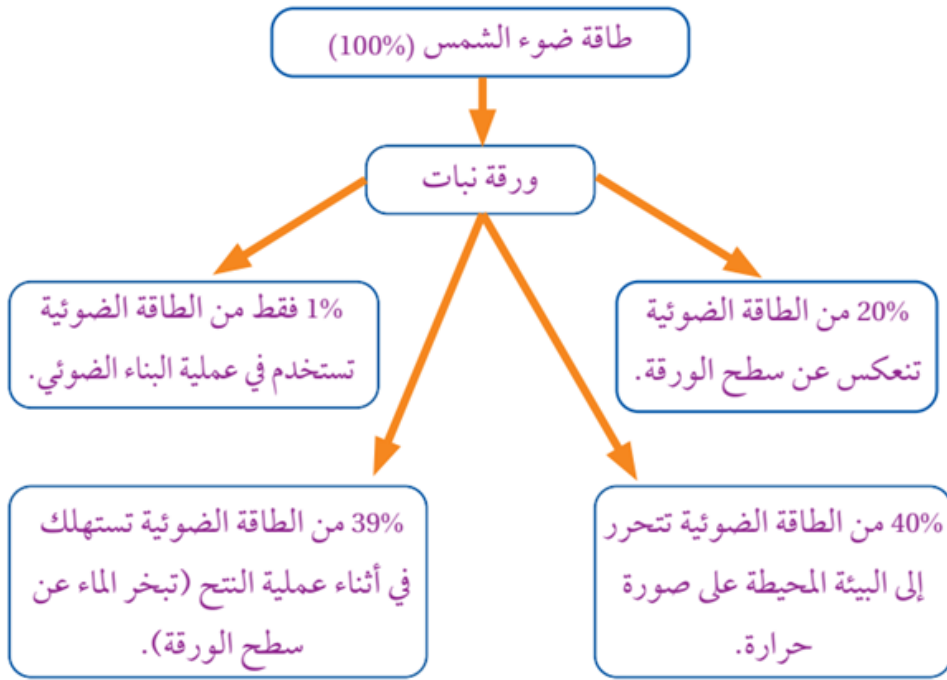 طاقة ضوء الشمس (100%)
ورقة نبات
20% من الطاقة الضوئية
تنعكس عن سطح الورقة.
1% فقط من الطاقة الضوئية
تستخدم في عملية البناء الضوئي.
40% من الطاقة الضوئية تتحرر
إلى البيئة المحيطة على صورة
حرارة.
39% من الطاقة الضوئية تستهلك
في أثناء عملية النتح (تبخر الماء عن
سطح الورقة).